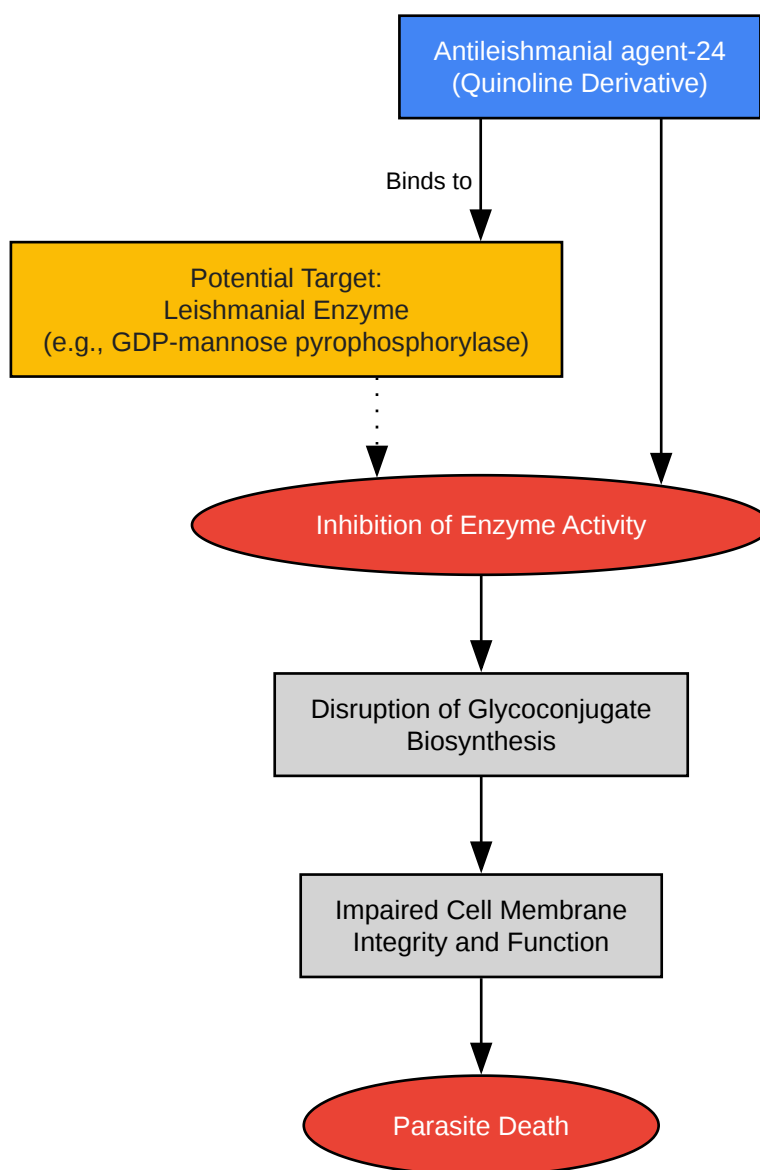 Antileishmanial agent-24
(Quinoline Derivative)
Binds to
Potential Target:
Leishmanial Enzyme
(e.g., GDP-mannose pyrophosphorylase)
Inhibition of Enzyme Activity
Disruption of Glycoconjugate
Biosynthesis
Impaired Cell Membrane
Integrity and Function
Parasite Death